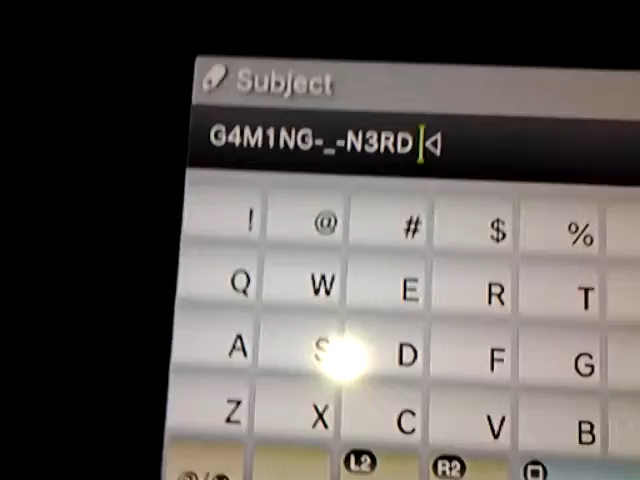 Subject
G4M1NG-_-N3RD
! @ # $ %
Q W E R T
A S D F G
Z X C V B
L2 R2